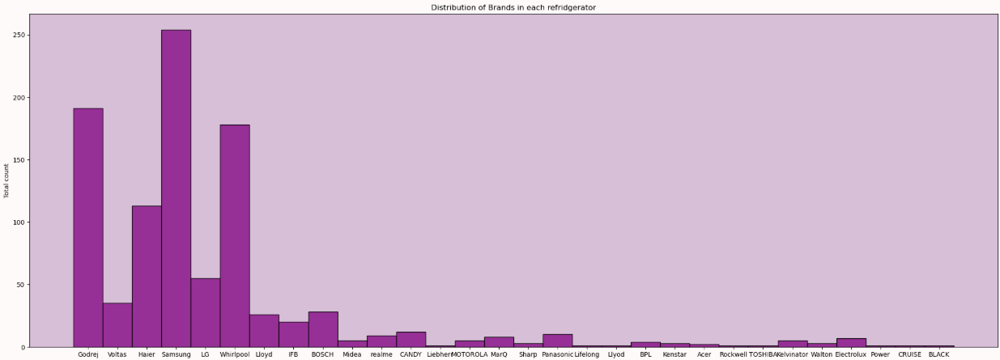 Distribution of Brands in each refridgerator
Total count
250
200
150
100
50
0
Godrej Voltas Haier Samsung LG Whirlpool Lloyd IFB BOSCH Midea realme CANDY Liebherr MOTOROLA MarQ Sharp Panasonic Lifelong Llyod BPL Kenstar Acer Rockwell TOSHIBA Kelvinator Walton Electrolux Power CRUISE BLACK